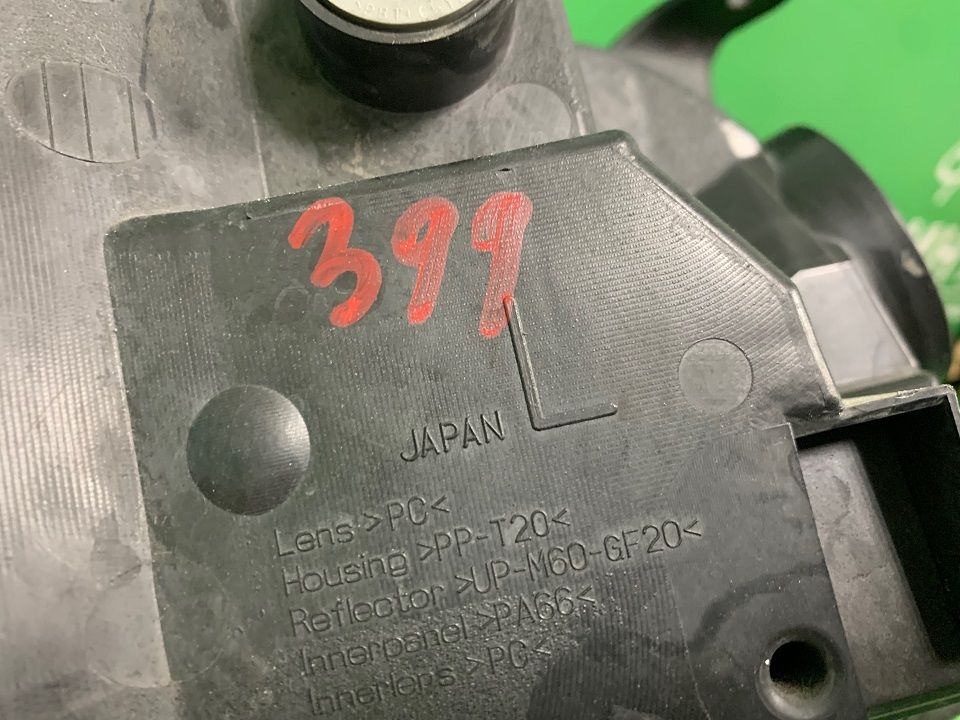 399
L
JAPAN
Lens >PC<
Housing >PP-T20<
Reflector >UP-M60-GF20<
Innerpanel >PA66<
Innerlens >PC<